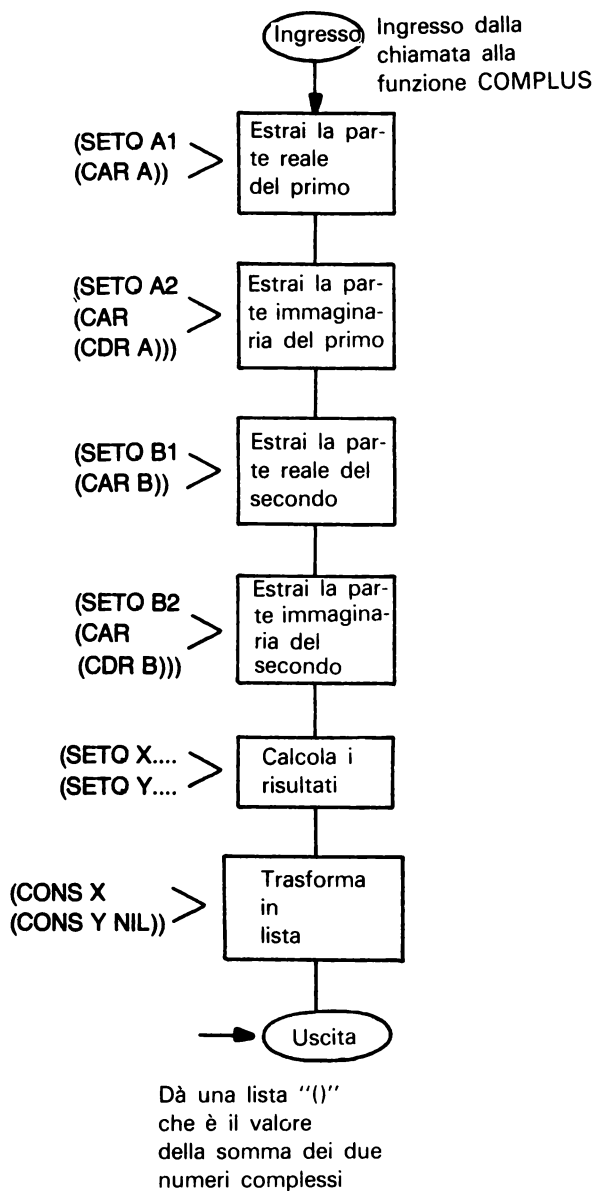 Ingresso
Ingresso dalla
chiamata alla
funzione COMPLUS
(SETQ A1
(CAR A))
Estrai la par-
te reale
del primo
(SETQ A2
(CAR
(CDR A)))
Estrai la par-
te immagina-
ria del primo
(SETQ B1
(CAR B))
Estrai la par-
te reale del
secondo
(SETQ B2
(CAR
(CDR B)))
Estrai la par-
te immagina-
ria del
secondo
(SETQ X....
(SETQ Y....
Calcola i
risultati
(CONS X
(CONS Y NIL))
Trasforma
in
lista
Uscita
Dà una lista ‘‘()’’
che è il valore
della somma dei due
numeri complessi